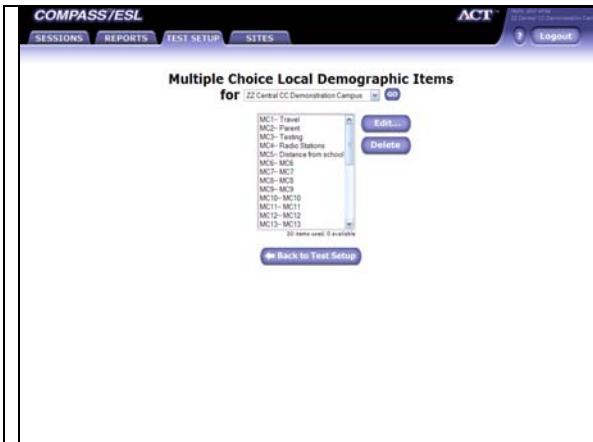 COMPASS/ESL
ACT
SESSIONS REPORTS TEST SETUP SITES
? Logout
Multiple Choice Local Demographic Items
for ZZ Central CC Demonstration Campus GO
MC1-- Travel
MC2-- Parent
MC3-- Testing
MC4-- Radio Stations
MC5-- Distance from school
MC6-- MC6
MC7-- MC7
MC8-- MC8
MC9-- MC9
MC10-- MC10
MC11-- MC11
MC12-- MC12
MC13-- MC13
Edit...
Delete
20 items used, 0 available
Back to Test Setup